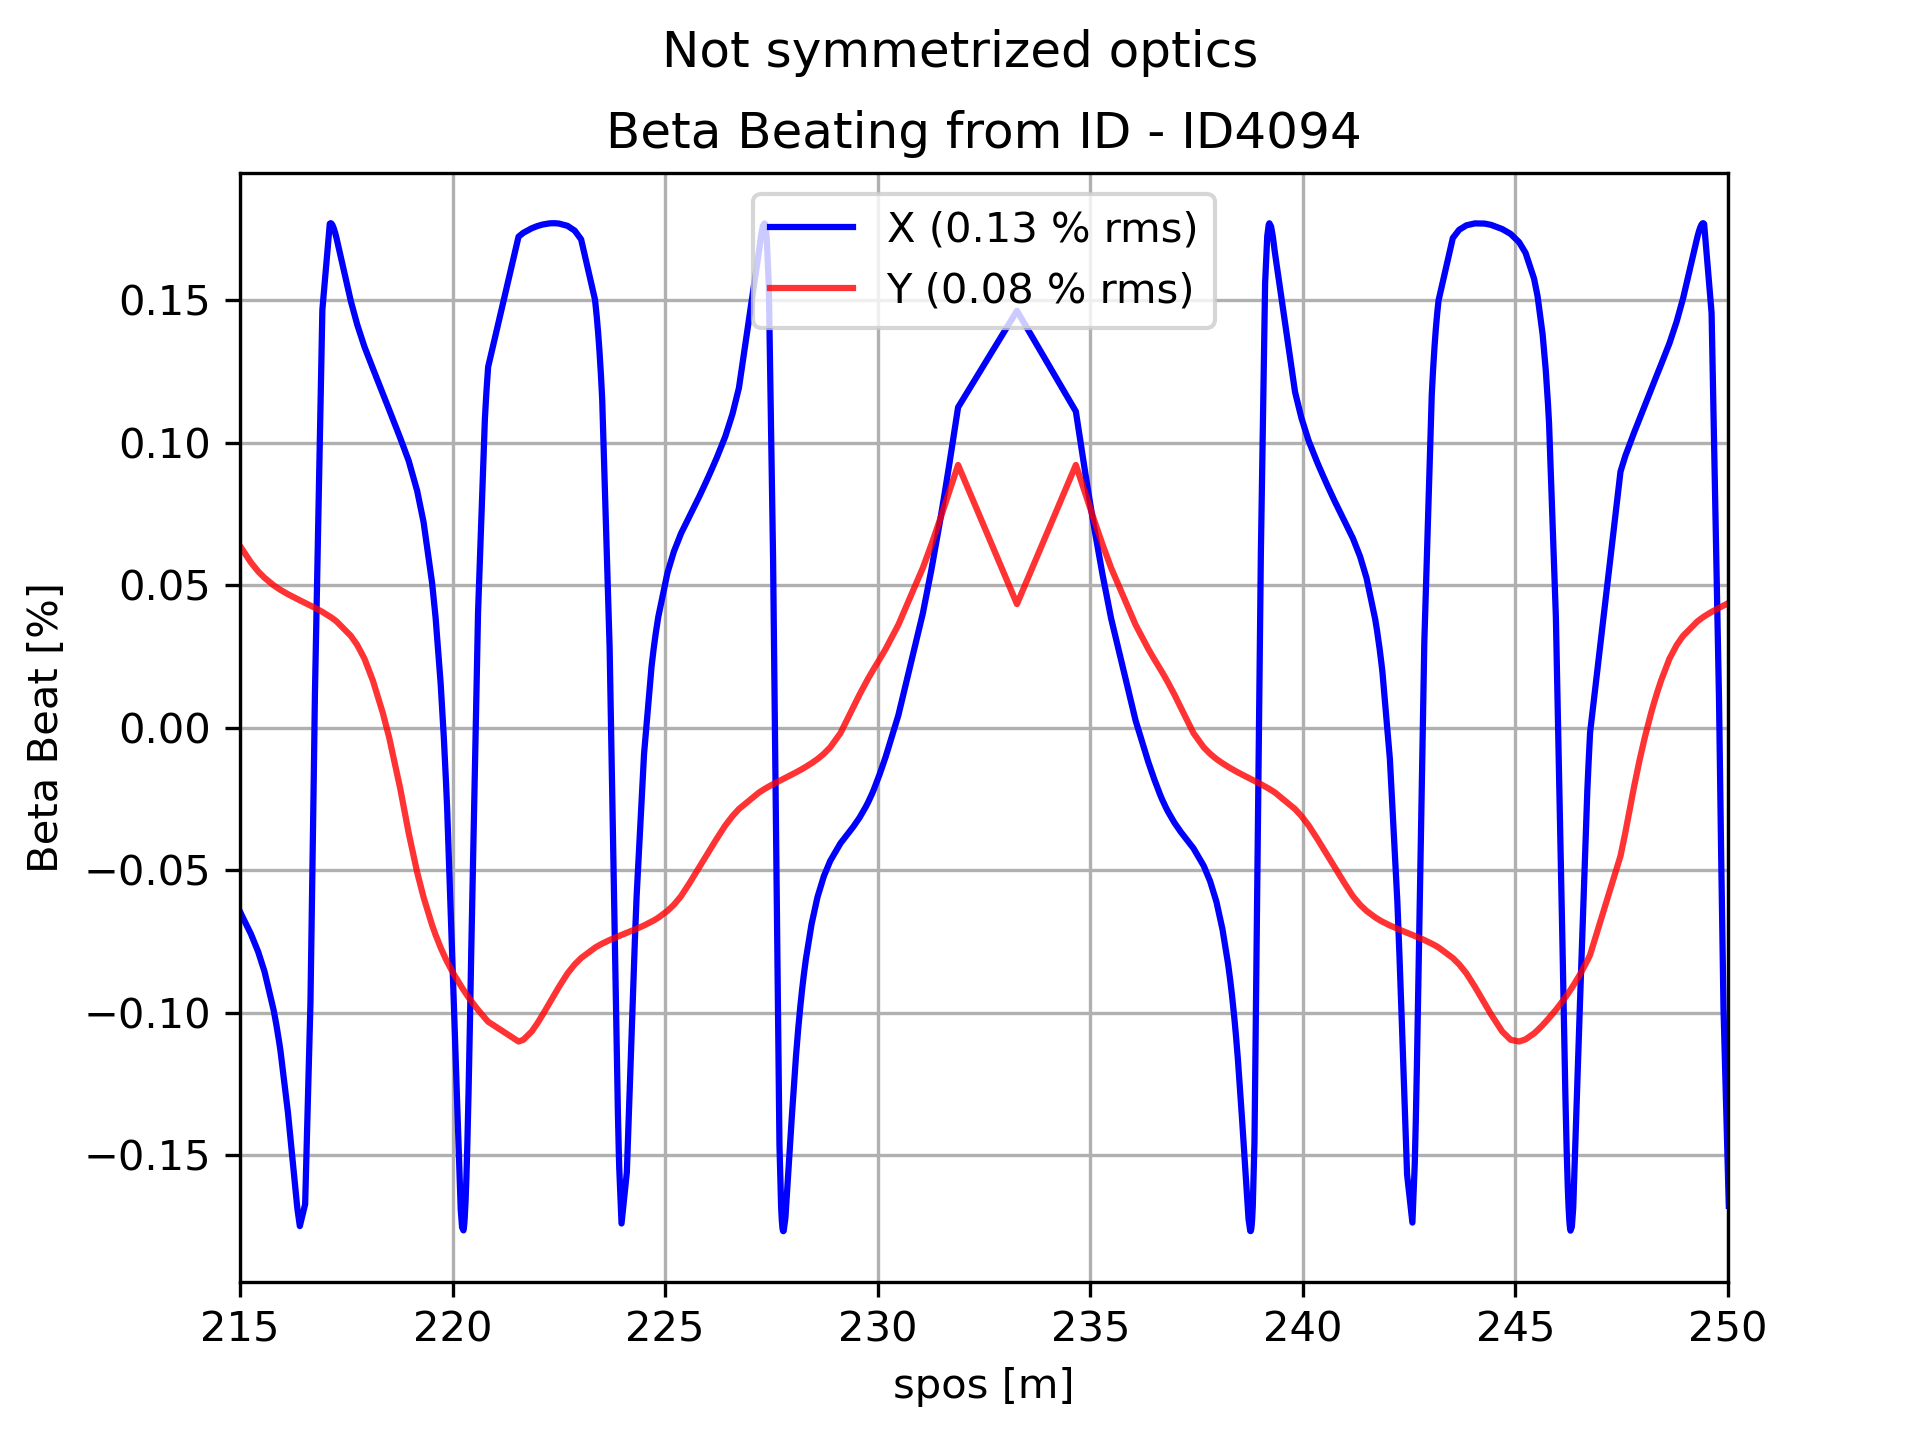 Not symmetrized optics
Beta Beating from ID - ID4094
X (0.13 % rms)
Y (0.08 % rms)
Beta Beat [%]
0.15
0.10
0.05
0.00
−0.05
−0.10
−0.15
215 220 225 230 235 240 245 250
spos [m]